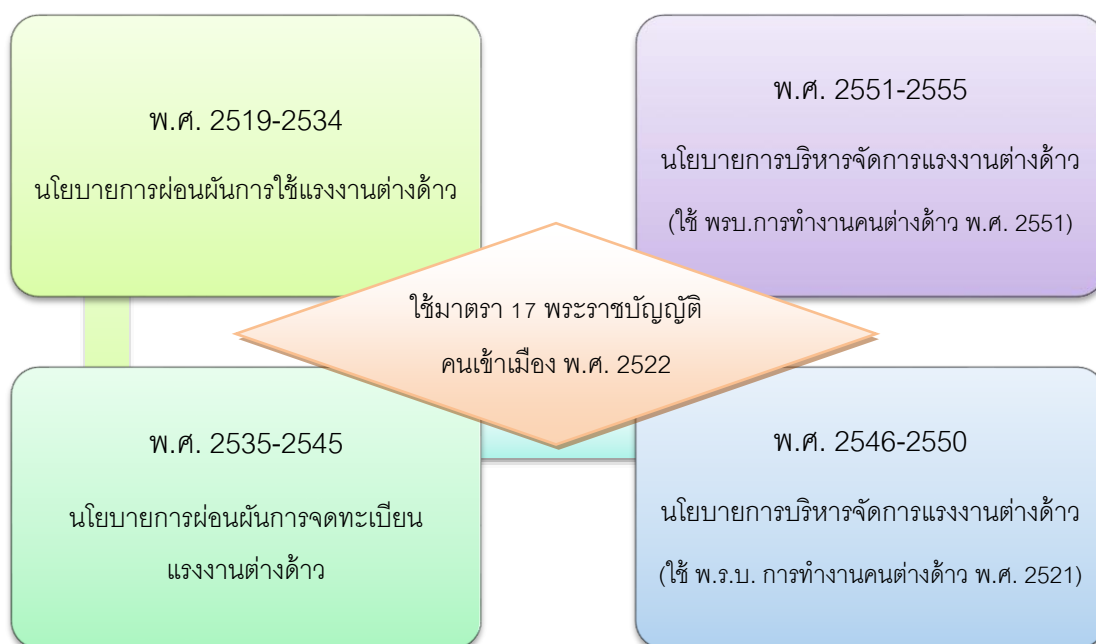 พ.ศ. 2519-2534
นโยบายการผ่อนผันการใช้แรงงานต่างด้าว
พ.ศ. 2551-2555
นโยบายการบริหารจัดการแรงงานต่างด้าว
(ใช้ พรบ.การทำงานคนต่างด้าว พ.ศ. 2551)
ใช้มาตรา 17 พระราชบัญญัติ
คนเข้าเมือง พ.ศ. 2522
พ.ศ. 2535-2545
นโยบายการผ่อนผันการจดทะเบียน
แรงงานต่างด้าว
พ.ศ. 2546-2550
นโยบายการบริหารจัดการแรงงานต่างด้าว
(ใช้ พ.ร.บ. การทำงานคนต่างด้าว พ.ศ. 2521)